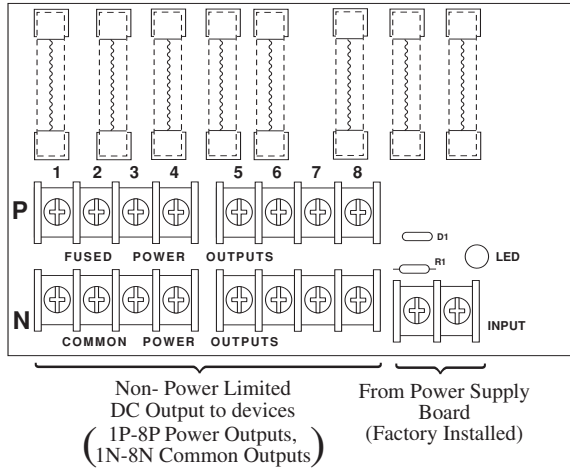 1 2 3 4 5 6 7 8
P
D1
FUSED POWER OUTPUTS
LED
R1
N
INPUT
COMMON POWER OUTPUTS
Non- Power Limited
DC Output to devices
(1P-8P Power Outputs,
1N-8N Common Outputs)
From Power Supply
Board
(Factory Installed)